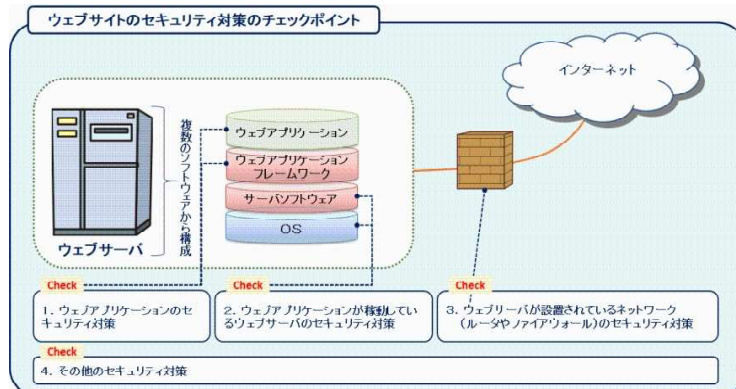 ウェブサイトのセキュリティ対策のチェックポイント
インターネット
複数のソフトウェアから構成
ウェブアプリケーション
ウェブアプリケーション
フレームワーク
サーバソフトウェア
OS
ウェブサーバ
Check
1. ウェブアプリケーションのセ
キュリティ対策
Check
2. ウェブアプリケーションが稼動してい
るウェブサーバのセキュリティ対策
Check
3. ウェブサーバが設置されているネットワーク
(ルータやファイアウォール)のセキュリティ対策
Check
4. その他のセキュリティ対策